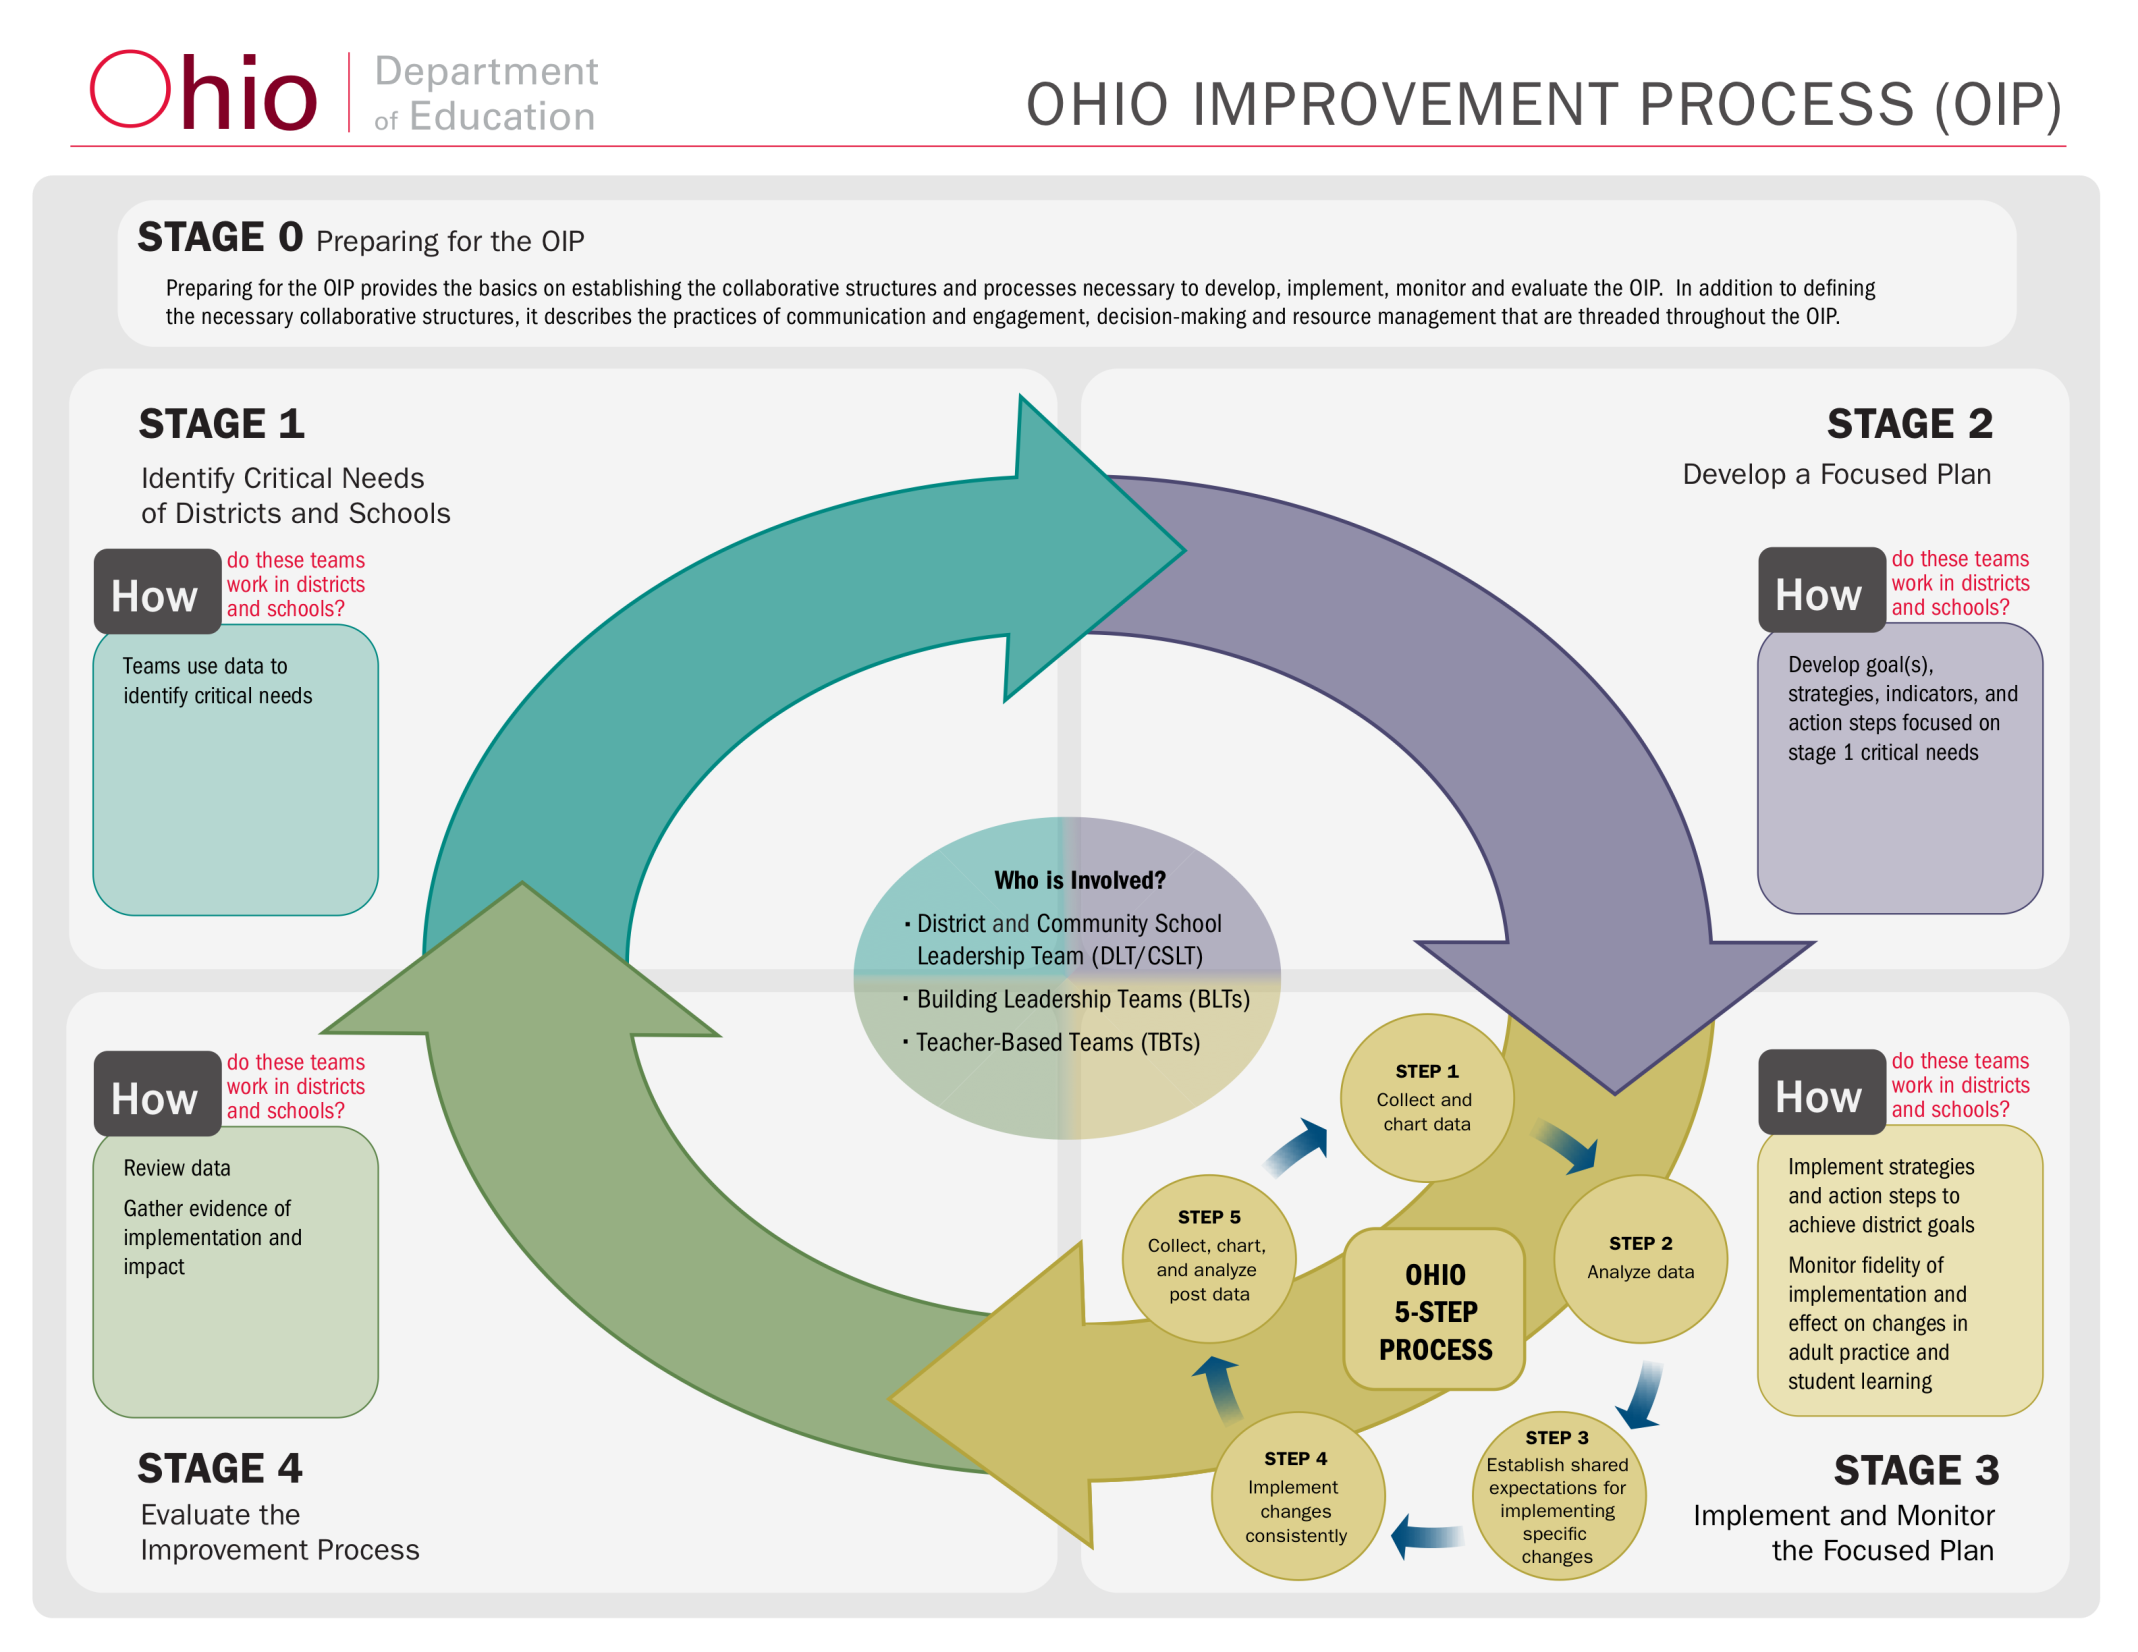 Ohio
Department
of Education
OHIO IMPROVEMENT PROCESS (OIP)
STAGE 0 Preparing for the OIP
Preparing for the OIP provides the basics on establishing the collaborative structures and processes necessary to develop, implement, monitor and evaluate the OIP. In addition to defining
the necessary collaborative structures, it describes the practices of communication and engagement, decision-making and resource management that are threaded throughout the OIP.
STAGE 1
Identify Critical Needs
of Districts and Schools
How
do these teams
work in districts
and schools?
Teams use data to
identify critical needs
STAGE 2
Develop a Focused Plan
How
do these teams
work in districts
and schools?
Develop goal(s),
strategies, indicators, and
action steps focused on
stage 1 critical needs
Who is Involved?
· District and Community School
Leadership Team (DLT/CSLT)
· Building Leadership Teams (BLTs)
· Teacher-Based Teams (TBTs)
How
do these teams
work in districts
and schools?
Implement strategies
and action steps to
achieve district goals
Monitor fidelity of
implementation and
effect on changes in
adult practice and
student learning
STAGE 3
Implement and Monitor
the Focused Plan
OHIO
5-STEP
PROCESS
STEP 1
Collect and
chart data
STEP 2
Analyze data
STEP 3
Establish shared
expectations for
implementing
specific
changes
STEP 4
Implement
changes
consistently
STEP 5
Collect, chart,
and analyze
post data
How
do these teams
work in districts
and schools?
Review data
Gather evidence of
implementation and
impact
STAGE 4
Evaluate the
Improvement Process